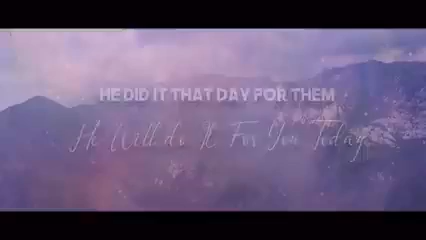 HE DID IT THAT DAY FOR THEM
He Will do It For You Today